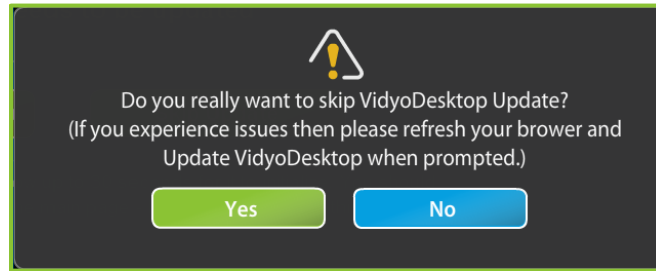 Do you really want to skip VidyoDesktop Update?
(If you experience issues then please refresh your brower and
Update VidyoDesktop when prompted.)
Yes
No